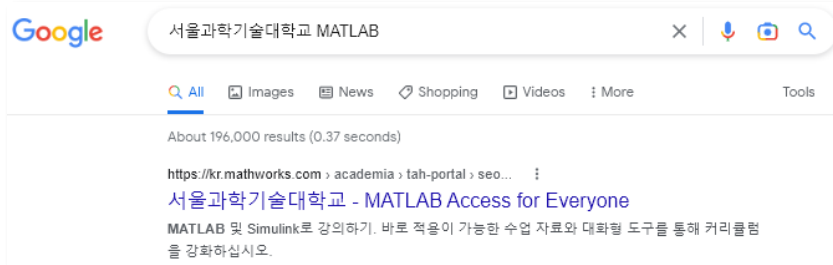 Google 서울과학기술대학교 MATLAB
All Images News Shopping Videos More Tools
About 196,000 results (0.37 seconds)
https://kr.mathworks.com › academia › tah-portal › seo...
서울과학기술대학교 - MATLAB Access for Everyone
MATLAB 및 Simulink로 강의하기. 바로 적용이 가능한 수업 자료와 대화형 도구를 통해 커리큘럼
을 강화하십시오.